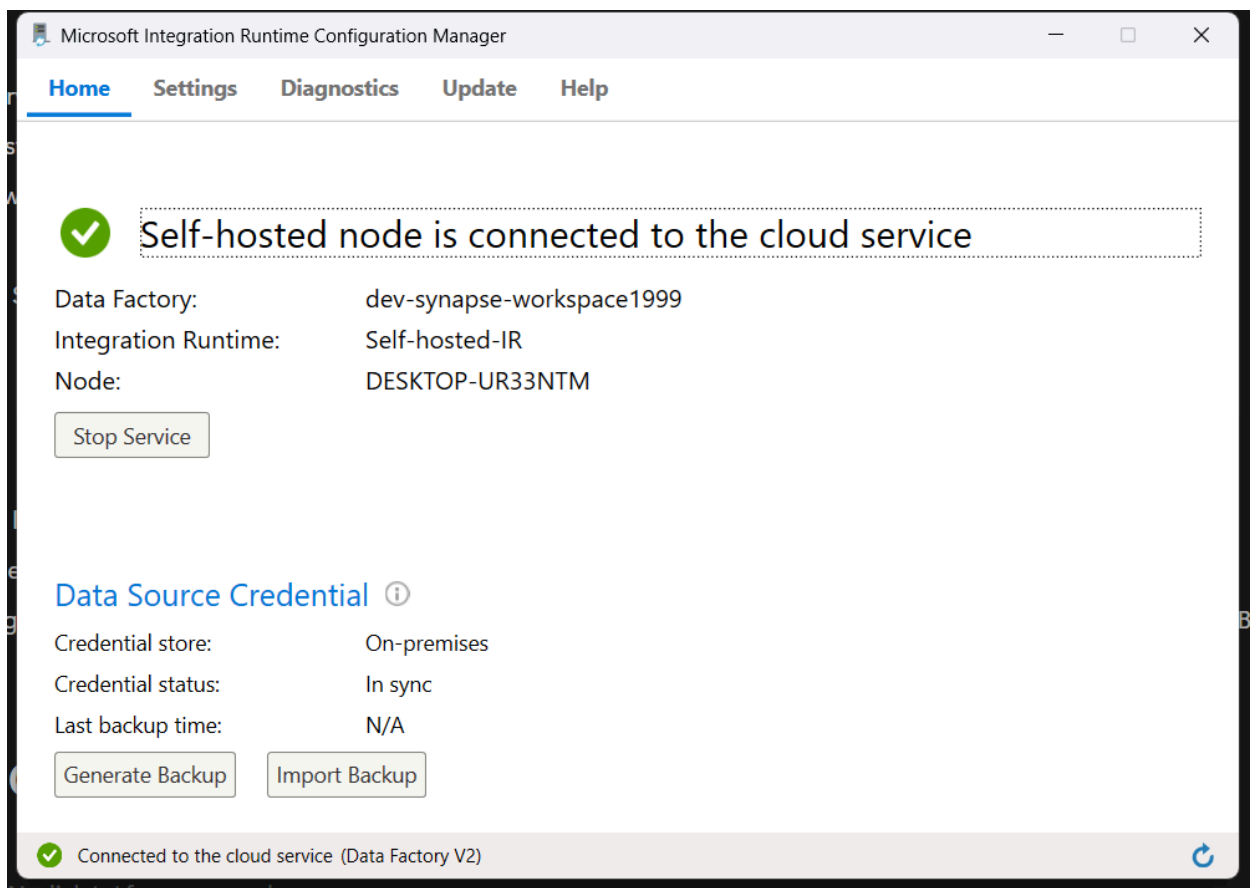 Microsoft Integration Runtime Configuration Manager
Home Settings Diagnostics Update Help
Self-hosted node is connected to the cloud service
Data Factory: dev-synapse-workspace1999
Integration Runtime: Self-hosted-IR
Node: DESKTOP-UR33NTM
Stop Service
Data Source Credential
Credential store: On-premises
Credential status: In sync
Last backup time: N/A
Generate Backup Import Backup
Connected to the cloud service (Data Factory V2)